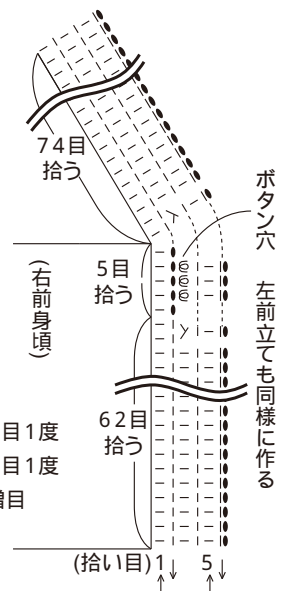 74目
拾う
ボタン穴 左前立ても同様に作る
5目
拾う
(右前身頃)
62目
拾う
目1度
目1度
増目
(拾い目) 1 5